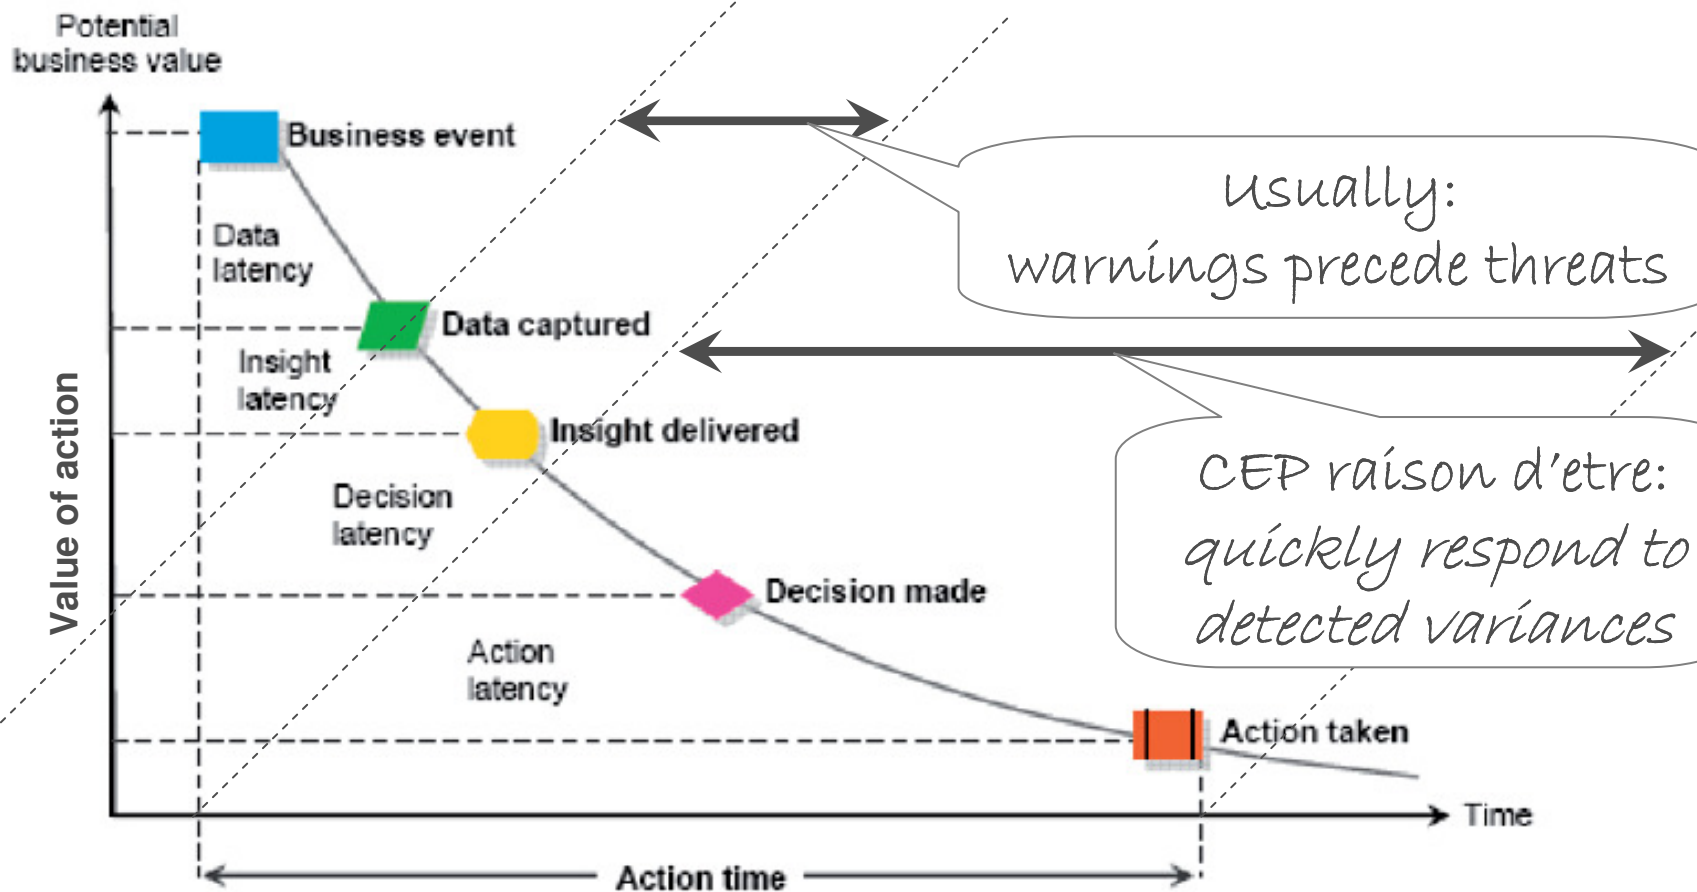 Potential
business value
Business event
Usually:
warnings precede threats
Data
latency
Data captured
Insight
latency
Insight delivered
Value of action
CEP raison d'etre:
quickly respond to
detected variances
Decision
latency
Decision made
Action
latency
Action taken
Time
Action time